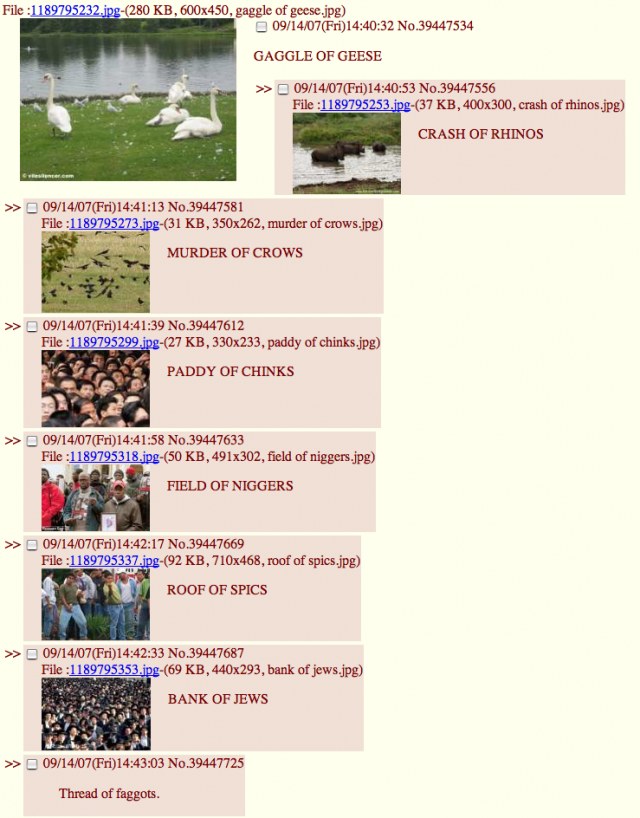 File :1189795232.jpg-(280 KB, 600x450, gaggle of geese.jpg)
09/14/07(Fri)14:40:32 No.39447534
GAGGLE OF GEESE
© vitesilencer.com
>> 09/14/07(Fri)14:40:53 No.39447556
File :1189795253.jpg-(37 KB, 400x300, crash of rhinos.jpg)
CRASH OF RHINOS
>> 09/14/07(Fri)14:41:13 No.39447581
File :1189795273.jpg-(31 KB, 350x262, murder of crows.jpg)
MURDER OF CROWS
>> 09/14/07(Fri)14:41:39 No.39447612
File :1189795299.jpg-(27 KB, 330x233, paddy of chinks.jpg)
PADDY OF CHINKS
>> 09/14/07(Fri)14:41:58 No.39447633
File :1189795318.jpg-(50 KB, 491x302, field of niggers.jpg)
FIELD OF NIGGERS
>> 09/14/07(Fri)14:42:17 No.39447669
File :1189795337.jpg-(92 KB, 710x468, roof of spics.jpg)
ROOF OF SPICS
>> 09/14/07(Fri)14:42:33 No.39447687
File :1189795353.jpg-(69 KB, 440x293, bank of jews.jpg)
BANK OF JEWS
>> 09/14/07(Fri)14:43:03 No.39447725
Thread of faggots.